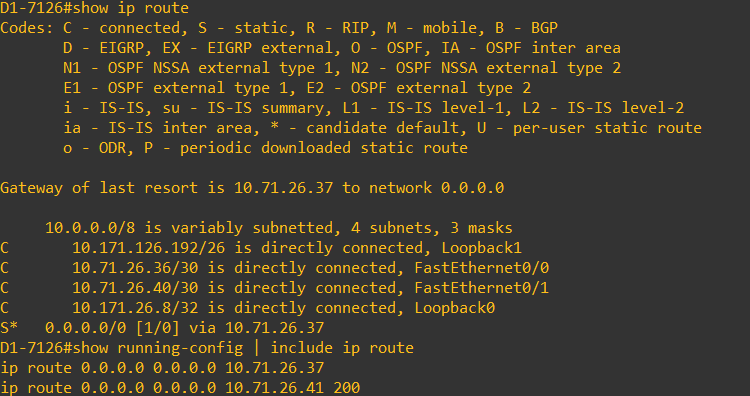 D1-7126#show ip route
Codes: C - connected, S - static, R - RIP, M - mobile, B - BGP
       D - EIGRP, EX - EIGRP external, O - OSPF, IA - OSPF inter area
       N1 - OSPF NSSA external type 1, N2 - OSPF NSSA external type 2
       E1 - OSPF external type 1, E2 - OSPF external type 2
       i - IS-IS, su - IS-IS summary, L1 - IS-IS level-1, L2 - IS-IS level-2
       ia - IS-IS inter area, * - candidate default, U - per-user static route
       o - ODR, P - periodic downloaded static route

Gateway of last resort is 10.71.26.37 to network 0.0.0.0

     10.0.0.0/8 is variably subnetted, 4 subnets, 3 masks
C       10.171.126.192/26 is directly connected, Loopback1
C       10.71.26.36/30 is directly connected, FastEthernet0/0
C       10.71.26.40/30 is directly connected, FastEthernet0/1
C       10.171.26.8/32 is directly connected, Loopback0
S*   0.0.0.0/0 [1/0] via 10.71.26.37
D1-7126#show running-config | include ip route
ip route 0.0.0.0 0.0.0.0 10.71.26.37
ip route 0.0.0.0 0.0.0.0 10.71.26.41 200